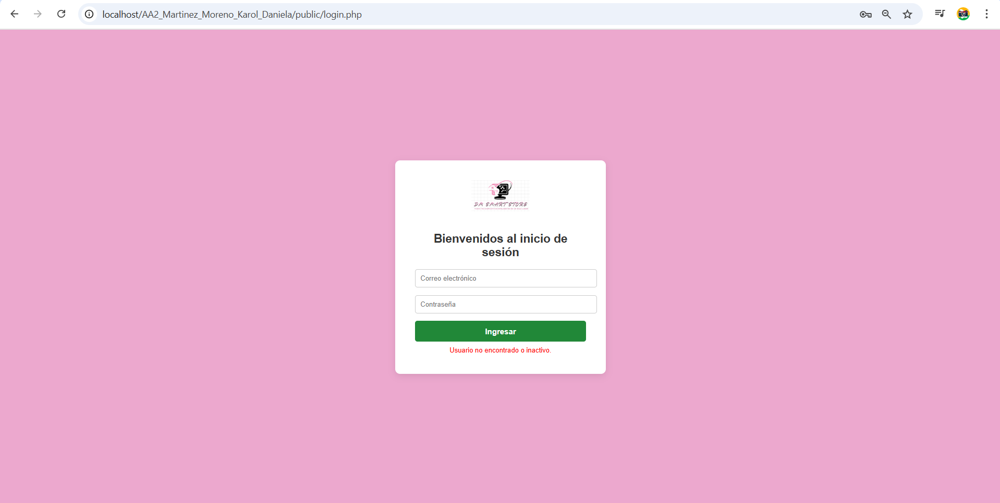 localhost/AA2_Martinez_Moreno_Karol_Daniela/public/login.php
DM SMART STORE
Bienvenidos al inicio de
sesión
Correo electrónico
Contraseña
Ingresar
Usuario no encontrado o inactivo.